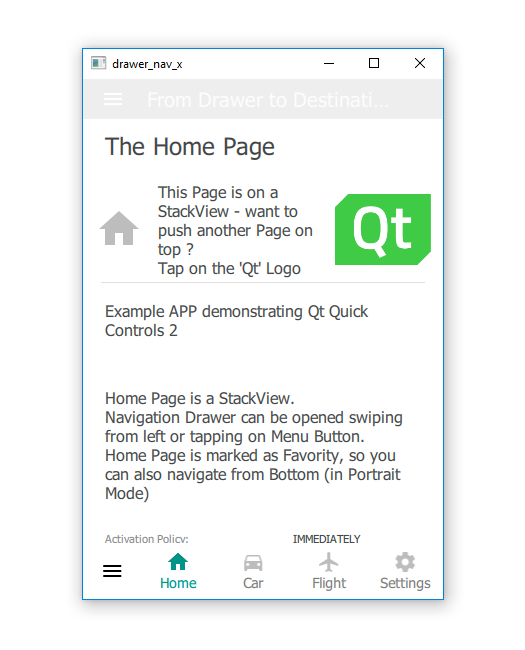 drawer_nav_x
From Drawer to Destinati...
The Home Page
This Page is on a
StackView - want to
push another Page on
top ?
Tap on the 'Qt' Logo
Qt
Example APP demonstrating Qt Quick
Controls 2
Home Page is a StackView.
Navigation Drawer can be opened swiping
from left or tapping on Menu Button.
Home Page is marked as Favority, so you
can also navigate from Bottom (in Portrait
Mode)
Activation Policy: IMMEDIATELY
Home Car Flight Settings